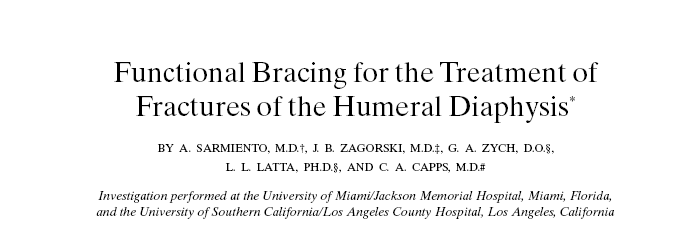 Functional Bracing for the Treatment of
Fractures of the Humeral Diaphysis*
BY A. SARMIENTO, M.D.†, J. B. ZAGORSKI, M.D.‡, G. A. ZYCH, D.O.§,
L. L. LATTA, PH.D.§, AND C. A. CAPPS, M.D.#
Investigation performed at the University of Miami/Jackson Memorial Hospital, Miami, Florida,
and the University of Southern California/Los Angeles County Hospital, Los Angeles, California